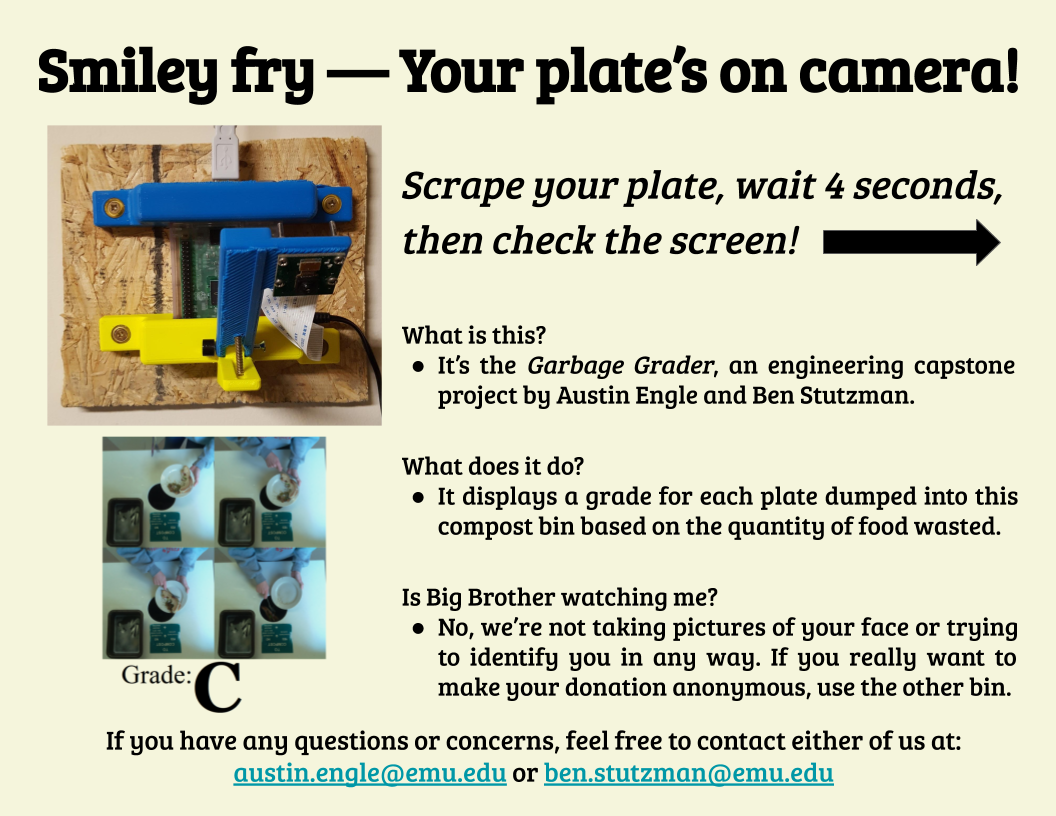 Smiley fry — Your plate's on camera!
Scrape your plate, wait 4 seconds,
then check the screen!
What is this?
● It's the Garbage Grader, an engineering capstone
project by Austin Engle and Ben Stutzman.
What does it do?
● It displays a grade for each plate dumped into this
compost bin based on the quantity of food wasted.
Is Big Brother watching me?
● No, we're not taking pictures of your face or trying
to identify you in any way. If you really want to
make your donation anonymous, use the other bin.
Grade: C
If you have any questions or concerns, feel free to contact either of us at:
austin.engle@emu.edu or ben.stutzman@emu.edu